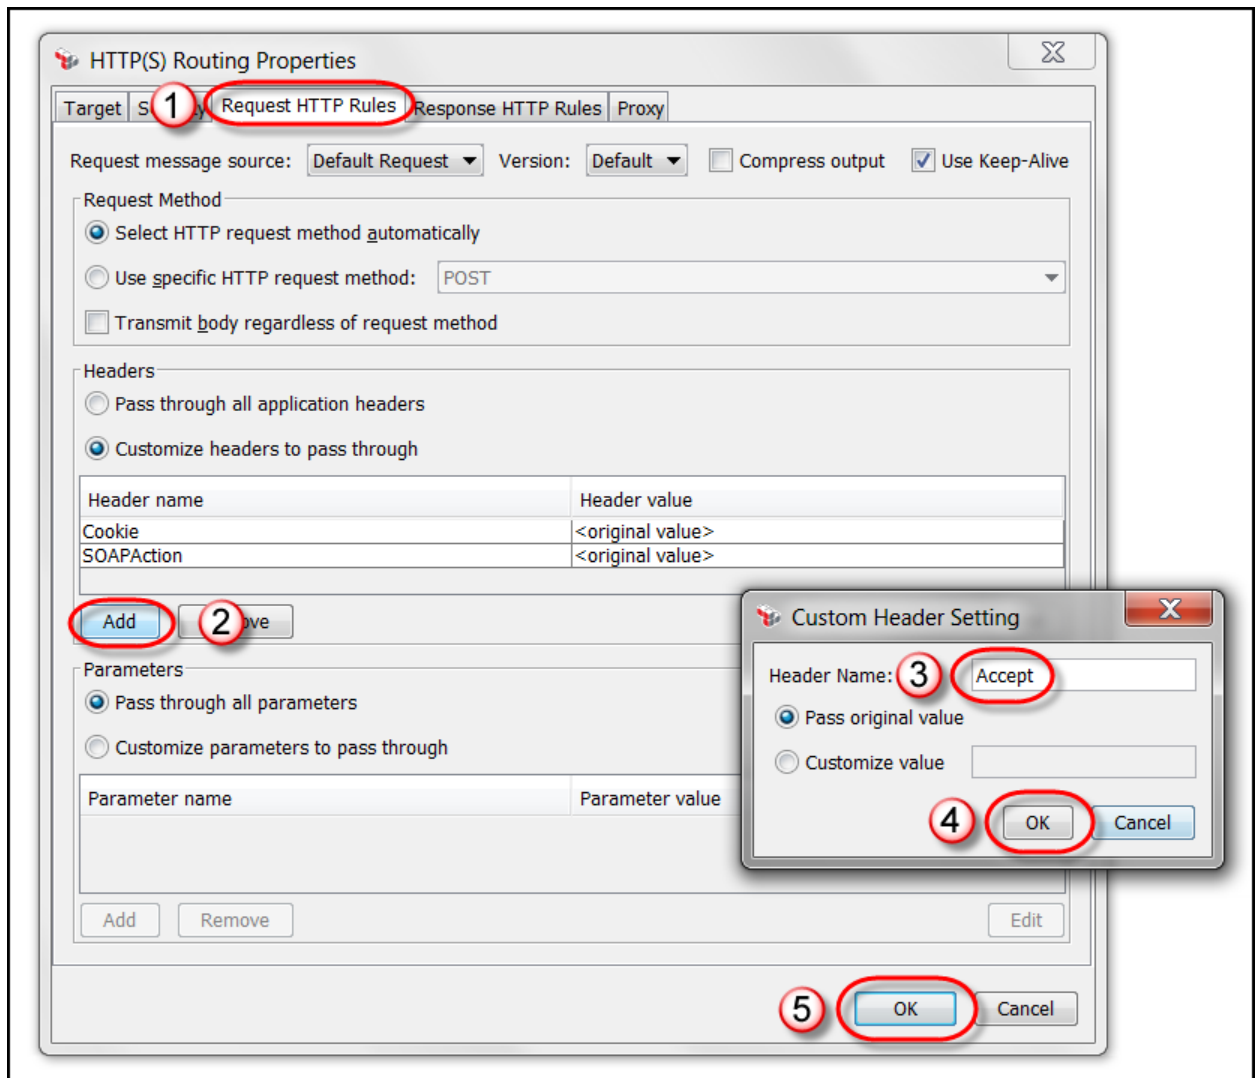 HTTP(S) Routing Properties
Target S y Request HTTP Rules Response HTTP Rules Proxy
1
Request message source: Default Request Version: Default Compress output Use Keep-Alive
Request Method
Select HTTP request method automatically
Use specific HTTP request method: POST
Transmit body regardless of request method
Headers
Pass through all application headers
Customize headers to pass through
Header name Header value
Cookie <original value>
SOAPAction <original value>
Add 2 ve
Custom Header Setting
Header Name: 3 Accept
Pass original value
Customize value
4 OK Cancel
Parameters
Pass through all parameters
Customize parameters to pass through
Parameter name Parameter value
Add Remove Edit
5 OK Cancel